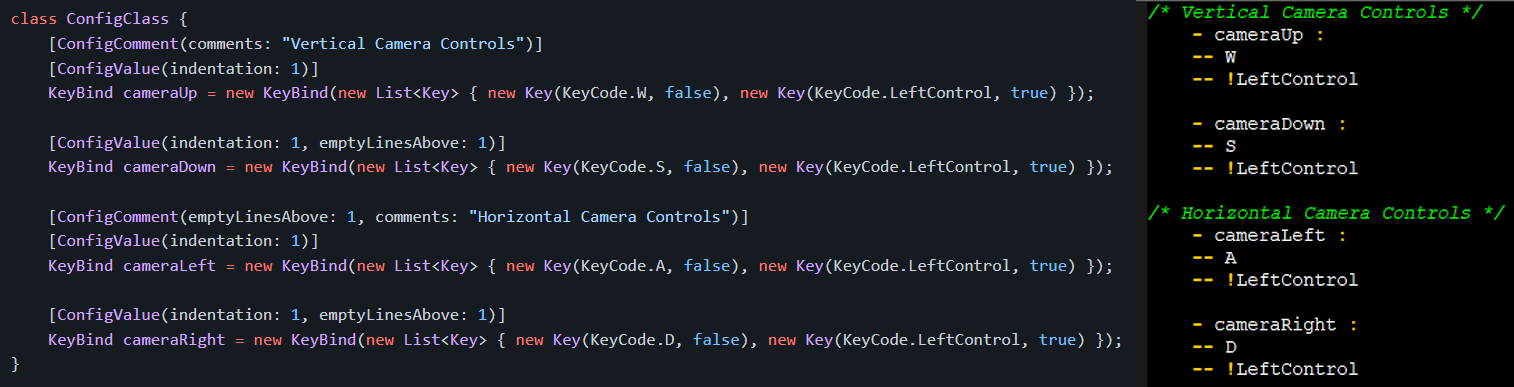 class ConfigClass {
    [ConfigComment(comments: "Vertical Camera Controls")]
    [ConfigValue(indentation: 1)]
    KeyBind cameraUp = new KeyBind(new List<Key> { new Key(KeyCode.W, false), new Key(KeyCode.LeftControl, true) });

    [ConfigValue(indentation: 1, emptyLinesAbove: 1)]
    KeyBind cameraDown = new KeyBind(new List<Key> { new Key(KeyCode.S, false), new Key(KeyCode.LeftControl, true) });

    [ConfigComment(emptyLinesAbove: 1, comments: "Horizontal Camera Controls")]
    [ConfigValue(indentation: 1)]
    KeyBind cameraLeft = new KeyBind(new List<Key> { new Key(KeyCode.A, false), new Key(KeyCode.LeftControl, true) });

    [ConfigValue(indentation: 1, emptyLinesAbove: 1)]
    KeyBind cameraRight = new KeyBind(new List<Key> { new Key(KeyCode.D, false), new Key(KeyCode.LeftControl, true) });
}
/* Vertical Camera Controls */
    - cameraUp :
    -- W
    -- !LeftControl

    - cameraDown :
    -- S
    -- !LeftControl

/* Horizontal Camera Controls */
    - cameraLeft :
    -- A
    -- !LeftControl

    - cameraRight :
    -- D
    -- !LeftControl